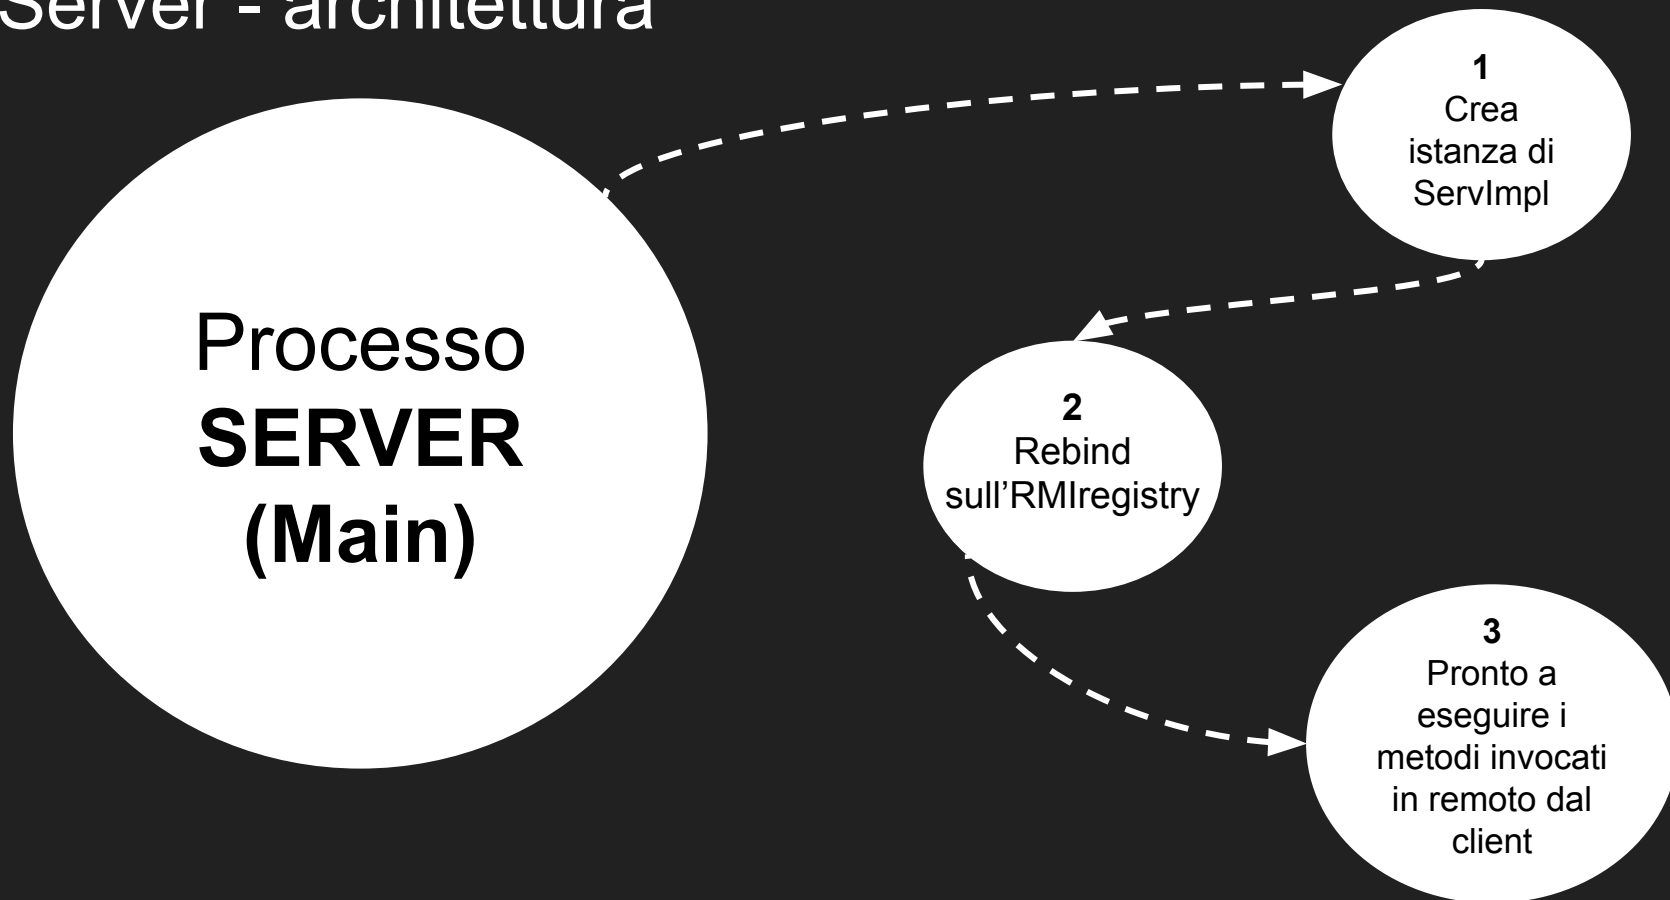 Server - architettura
1
Crea
istanza di
ServImpl
Processo
SERVER
(Main)
2
Rebind
sull’RMIregistry
3
Pronto a
eseguire i
metodi invocati
in remoto dal
client